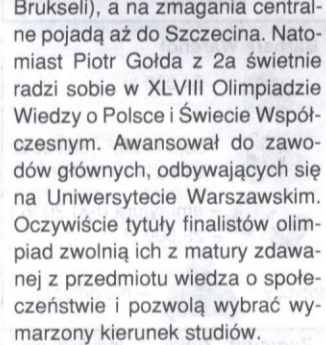 Brukseli), a na zmagania central-
ne pojadą aż do Szczecina. Nato-
miast Piotr Gołda z 2a świetnie
radzi sobie w XLVIII Olimpiadzie
Wiedzy o Polsce i Świecie Współ-
czesnym. Awansował do zawo-
dów głównych, odbywających się
na Uniwersytecie Warszawskim.
Oczywiście tytuły finalistów olim-
piad zwolnią ich z matury zdawa-
nej z przedmiotu wiedza o społe-
czeństwie i pozwolą wybrać wy-
marzony kierunek studiów.